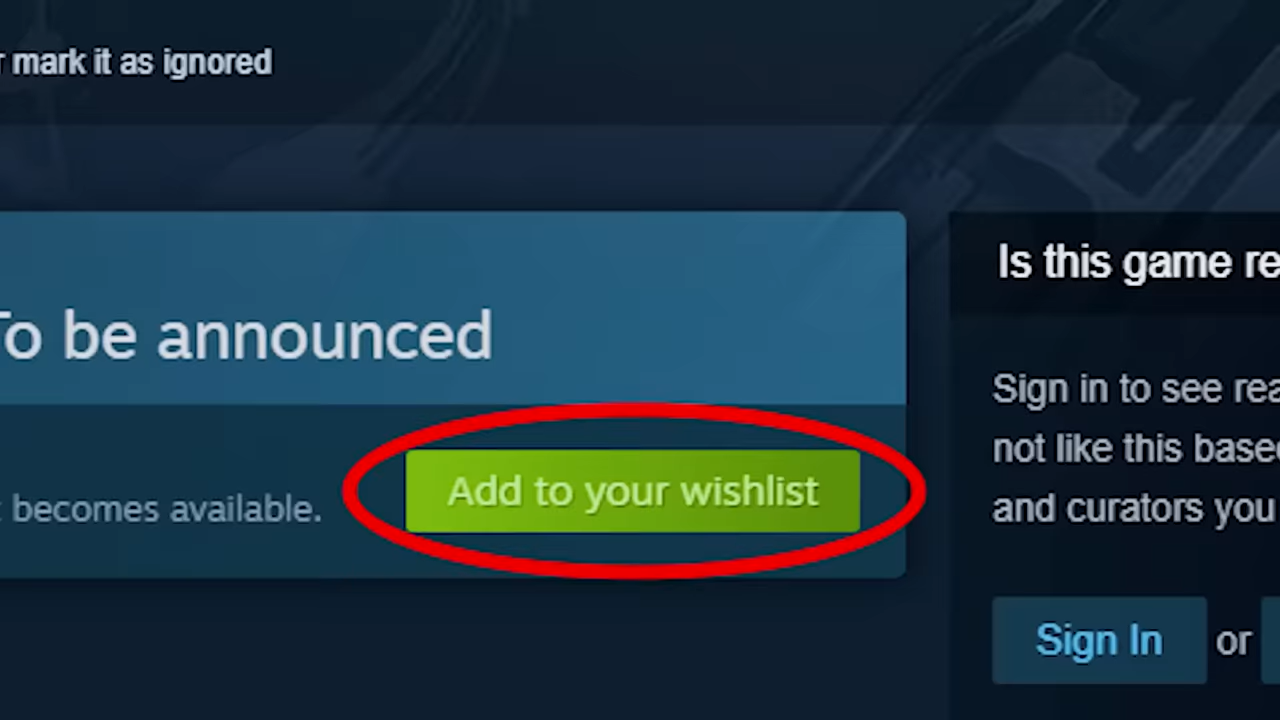 mark it as ignored
Is this game
To be announced
Sign in to see
not like this
becomes available.
Add to your wishlist
and curators you
Sign In or